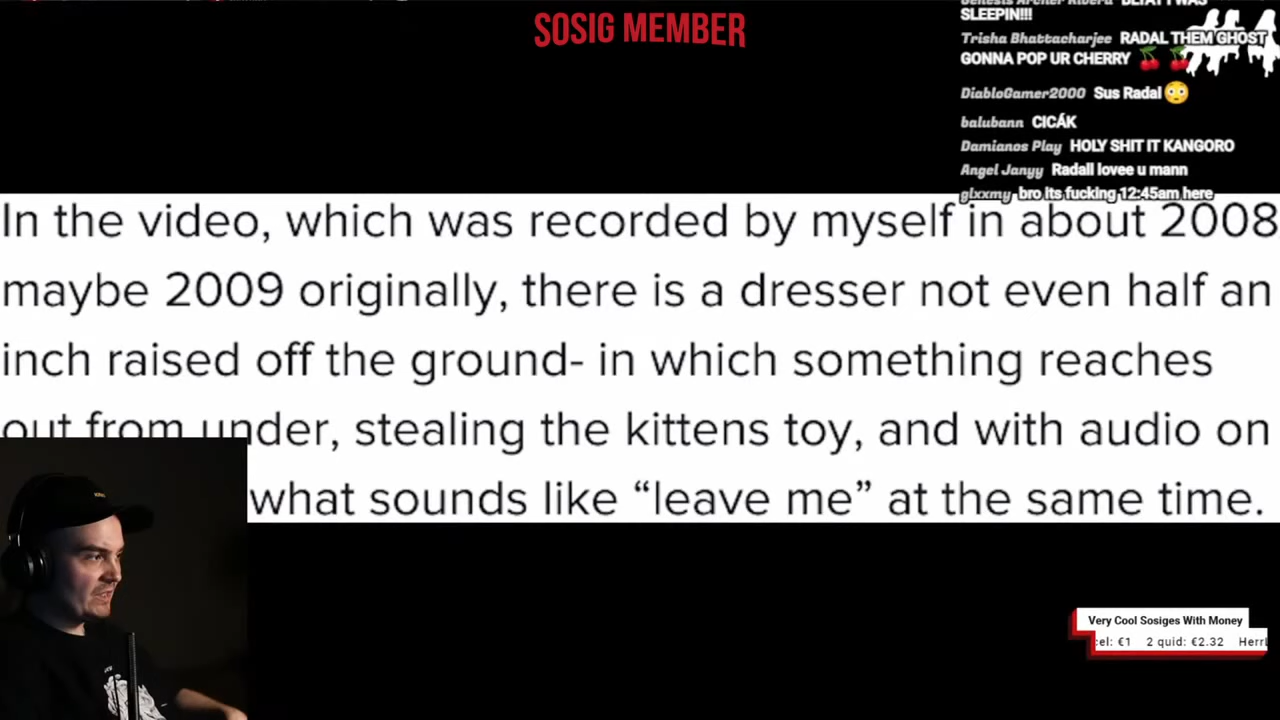 SOSIG MEMBER
SLEEPIN!!!
Trisha Bhattacharjee RADAL THEM GHOST
GONNA POP UR CHERRY 🍒 🍒
DiabloGamer2000 Sus Radal 😳
balubann CICÁK
Damianos Play HOLY SHIT IT KANGORO
Angel Janyy Radall lovee u mann
glxxmy bro its fucking 12:45am here
In the video, which was recorded by myself in about 2008
maybe 2009 originally, there is a dresser not even half an
inch raised off the ground- in which something reaches
out from under, stealing the kittens toy, and with audio on
what sounds like “leave me” at the same time.
Very Cool Sosiges With Money
cel: €1 2 quid: €2.32 Herr